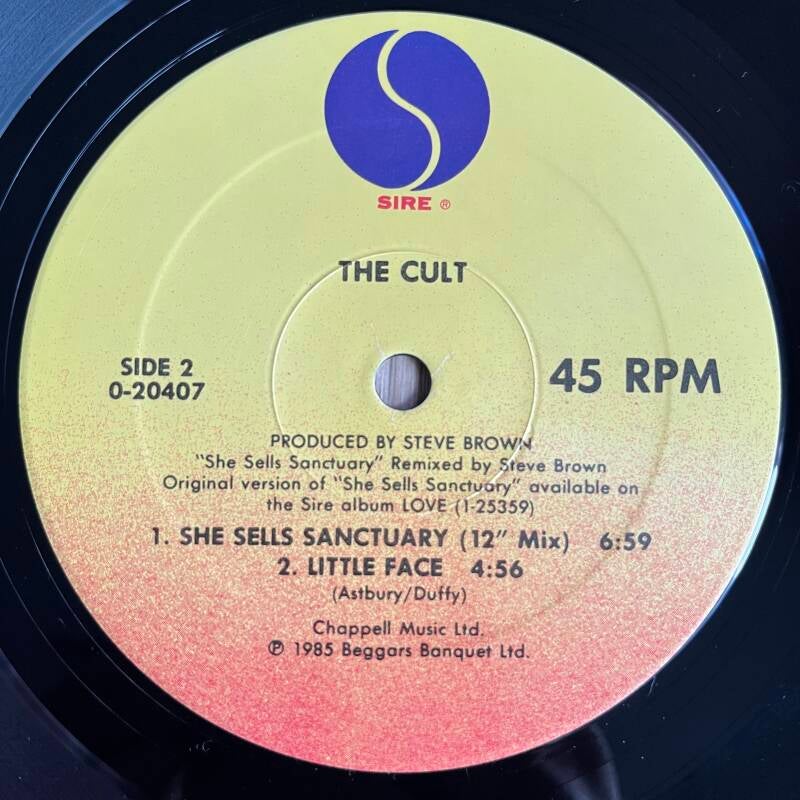 SIRE ®
THE CULT
SIDE 2
0-20407
45 RPM
PRODUCED BY STEVE BROWN
"She Sells Sanctuary" Remixed by Steve Brown
Original version of "She Sells Sanctuary" available on
the Sire album LOVE (1-25359)
1. SHE SELLS SANCTUARY (12" Mix) 6:59
2. LITTLE FACE 4:56
(Astbury/Duffy)
Chappell Music Ltd.
℗ 1985 Beggars Banquet Ltd.